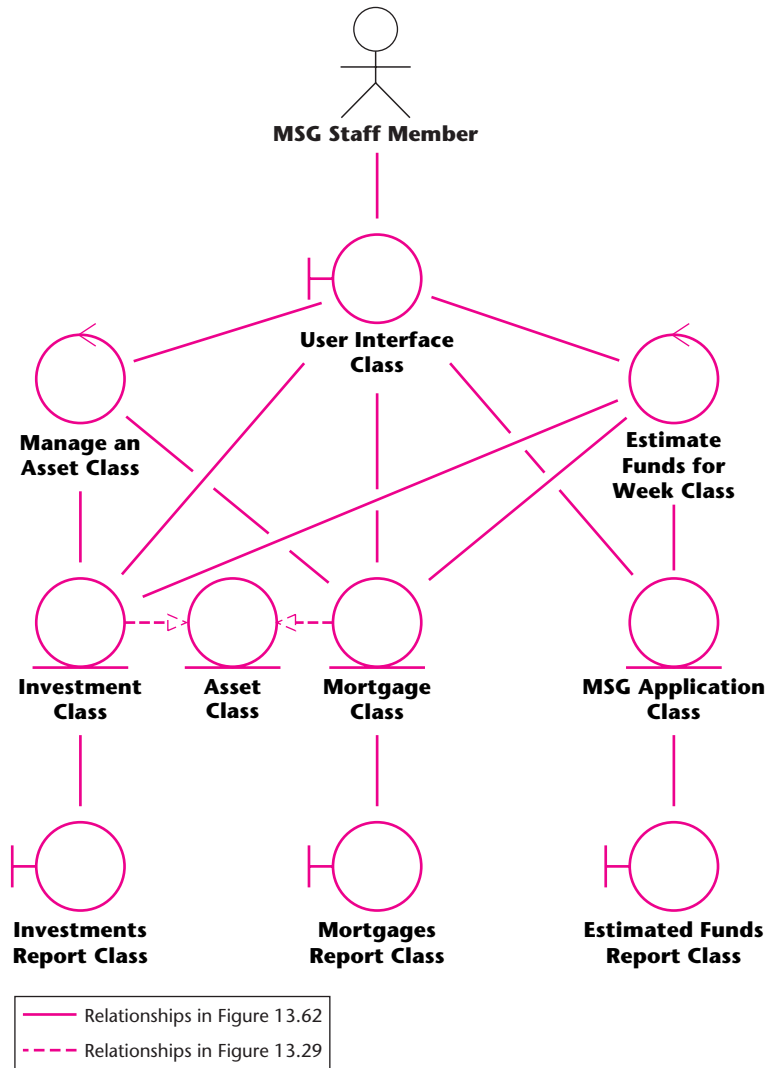 MSG Staff Member
User Interface
Class
Manage an
Asset Class
Estimate
Funds for
Week Class
Investment
Class
Asset
Class
Mortgage
Class
MSG Application
Class
Investments
Report Class
Mortgages
Report Class
Estimated Funds
Report Class
Relationships in Figure 13.62
Relationships in Figure 13.29